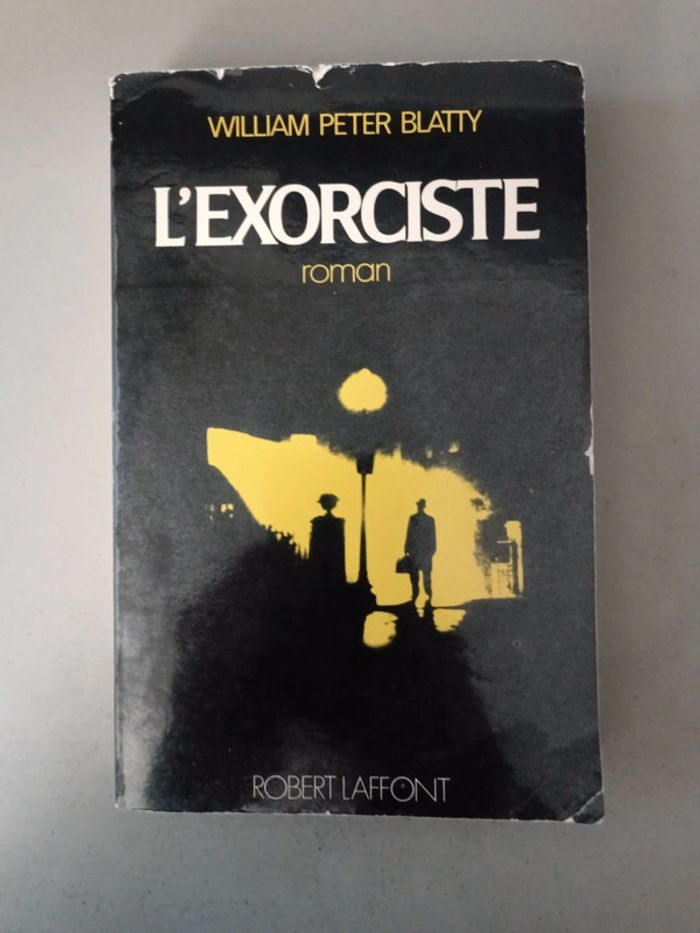 WILLIAM PETER BLATTY
L'EXORCISTE
roman
ROBERT LAFFONT